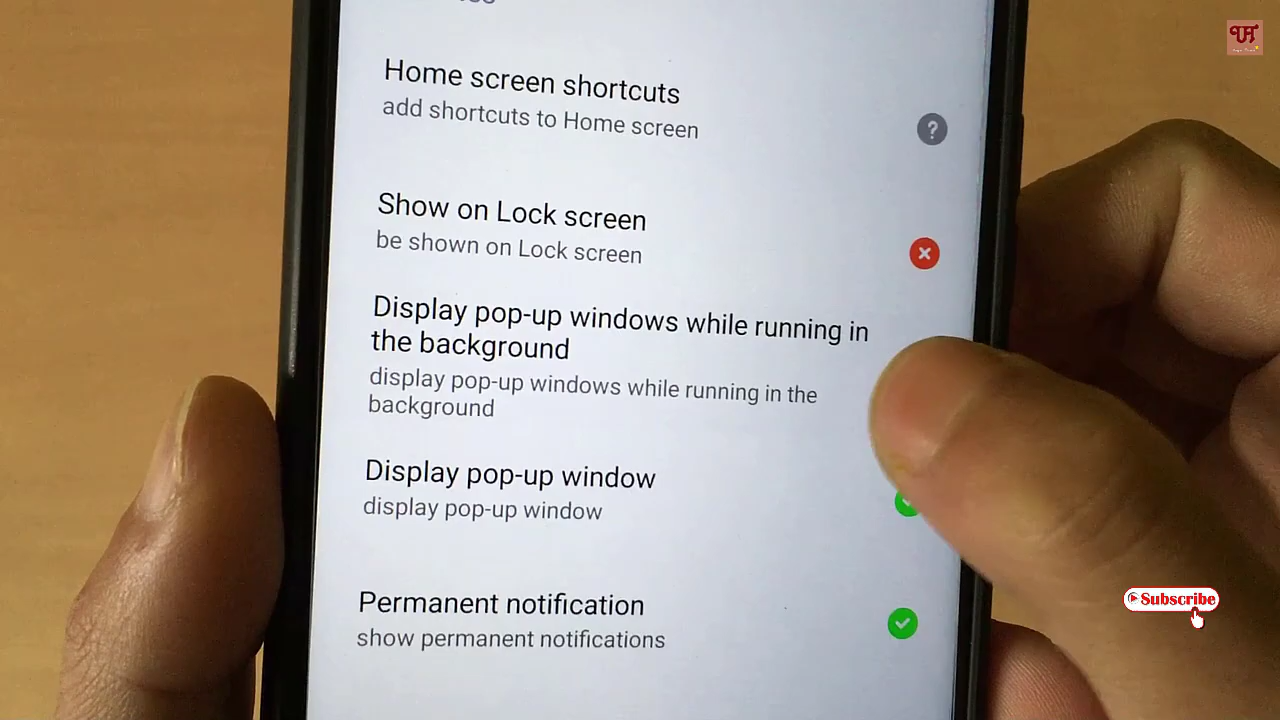 Home screen shortcuts
add shortcuts to Home screen
Show on Lock screen
be shown on Lock screen
Display pop-up windows while running in
the background
display pop-up windows while running in the
background
Display pop-up window
display pop-up window
Permanent notification
show permanent notifications
Subscribe